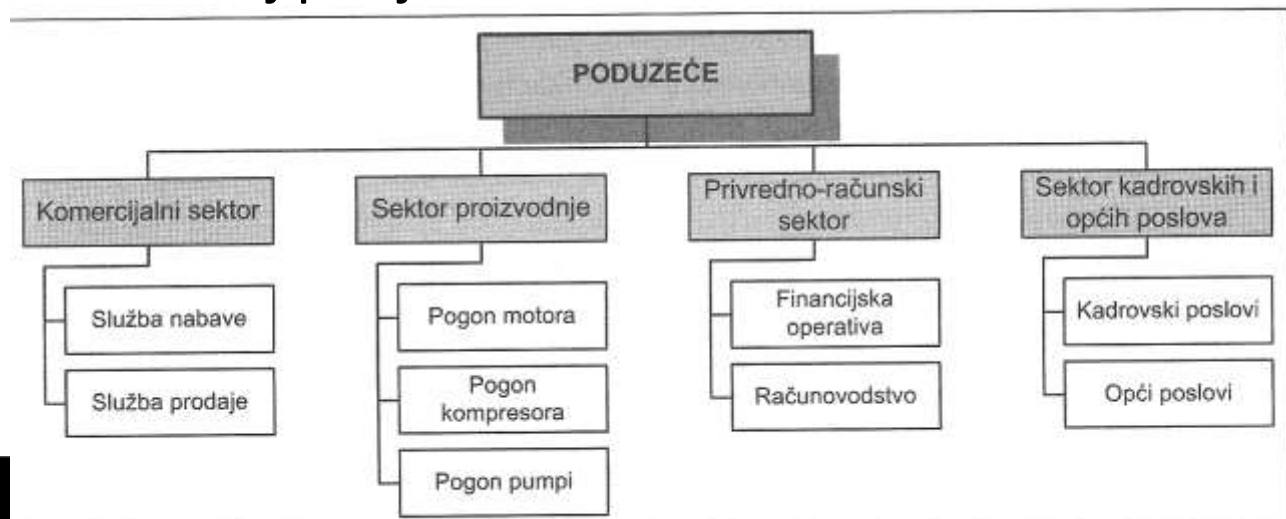 PODUZEĆE
Komercijalni sektor
Služba nabave
Služba prodaje
Sektor proizvodnje
Pogon motora
Pogon
kompresora
Pogon pumpi
Privredno-računski
sektor
Financijska
operativa
Računovodstvo
Sektor kadrovskih i
općih poslova
Kadrovski poslovi
Opći poslovi